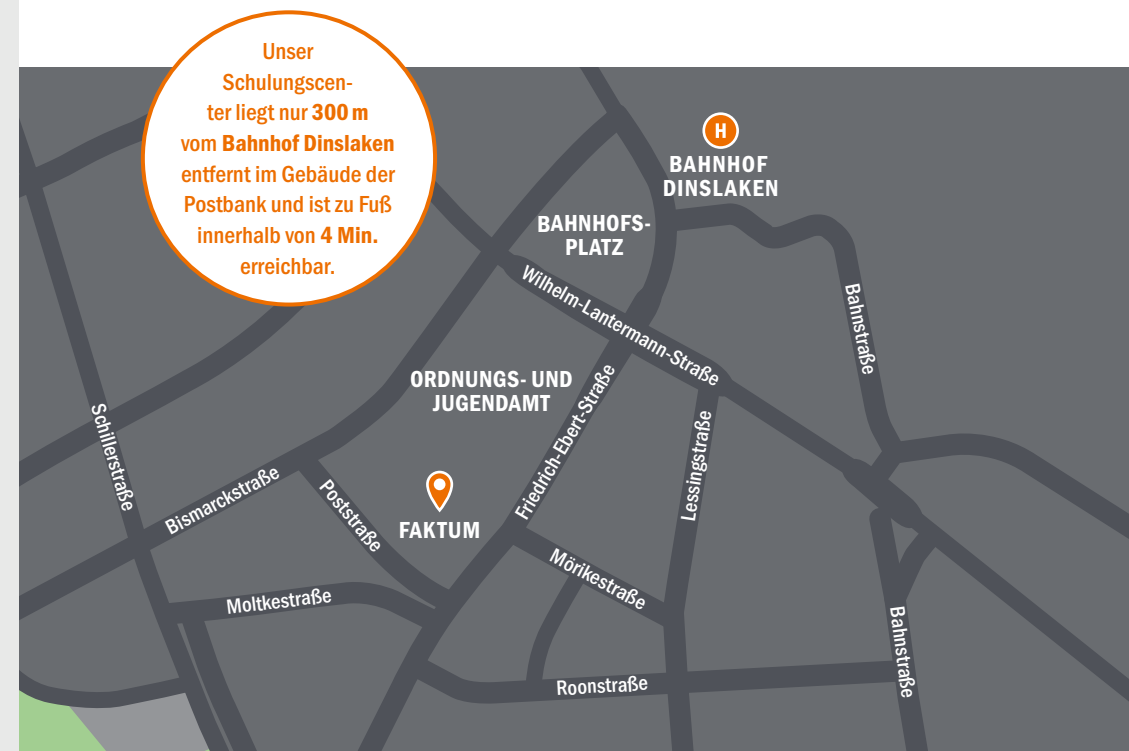 Unser
Schulungscen-
ter liegt nur 300 m
vom Bahnhof Dinslaken
entfernt im Gebäude der
Postbank und ist zu Fuß
innerhalb von 4 Min.
erreichbar.
H
BAHNHOF
DINSLAKEN
BAHNHOFS-
PLATZ
Wilhelm-Lantermann-Straße
Bahnstraße
ORDNUNGS- UND
JUGENDAMT
Friedrich-Ebert-Straße
Lessingstraße
Schillerstraße
Bismarckstraße
Poststraße
FAKTUM
Mörikestraße
Moltkestraße
Bahnstraße
Roonstraße